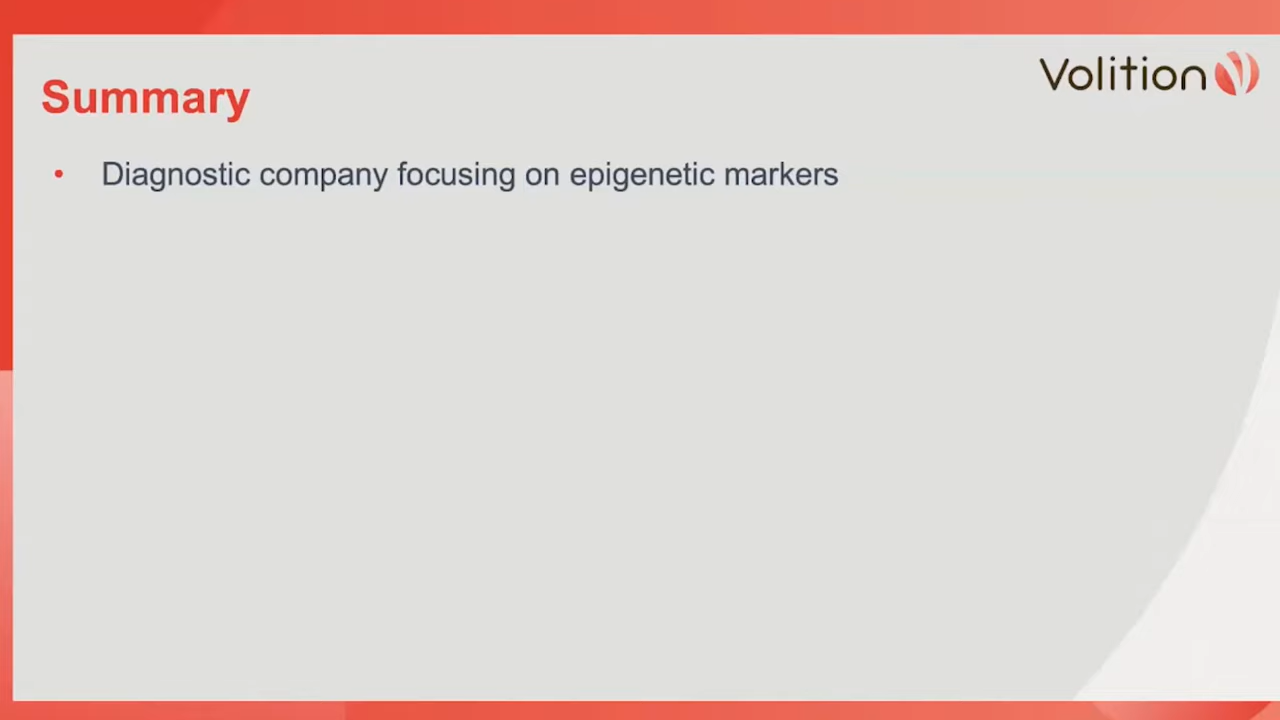 Volition
Summary
• Diagnostic company focusing on epigenetic markers